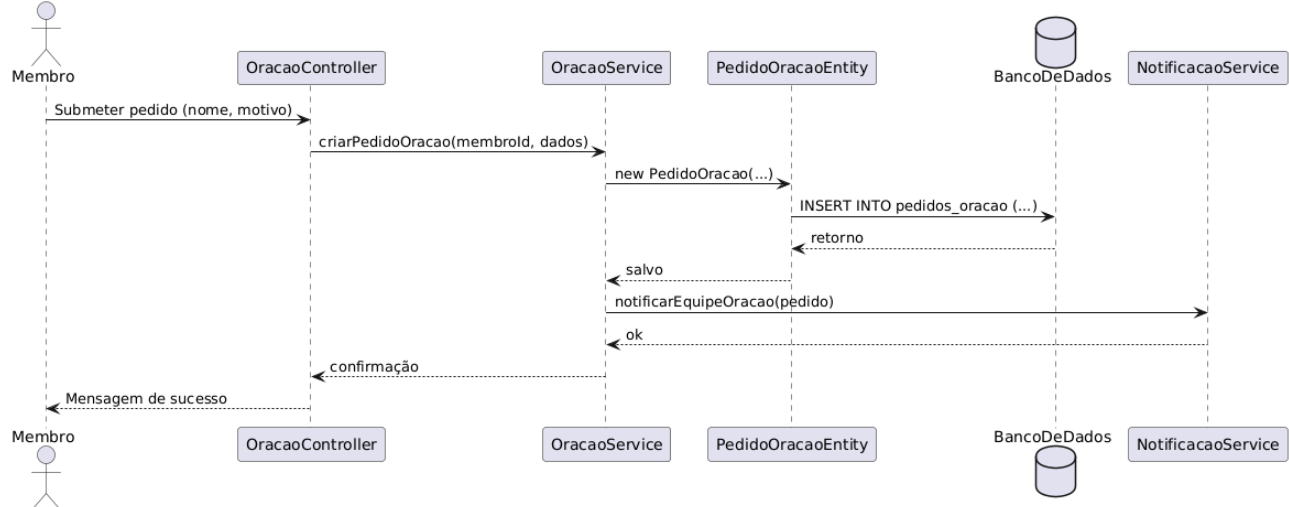 Membro
OracaoController
OracaoService
PedidoOracaoEntity
BancoDeDados
NotificacaoService
Submeter pedido (nome, motivo)
criarPedidoOracao(membroId, dados)
new PedidoOracao(...)
INSERT INTO pedidos_oracao (...)
retorno
salvo
notificarEquipeOracao(pedido)
ok
confirmação
Mensagem de sucesso
Membro
OracaoController
OracaoService
PedidoOracaoEntity
BancoDeDados
NotificacaoService